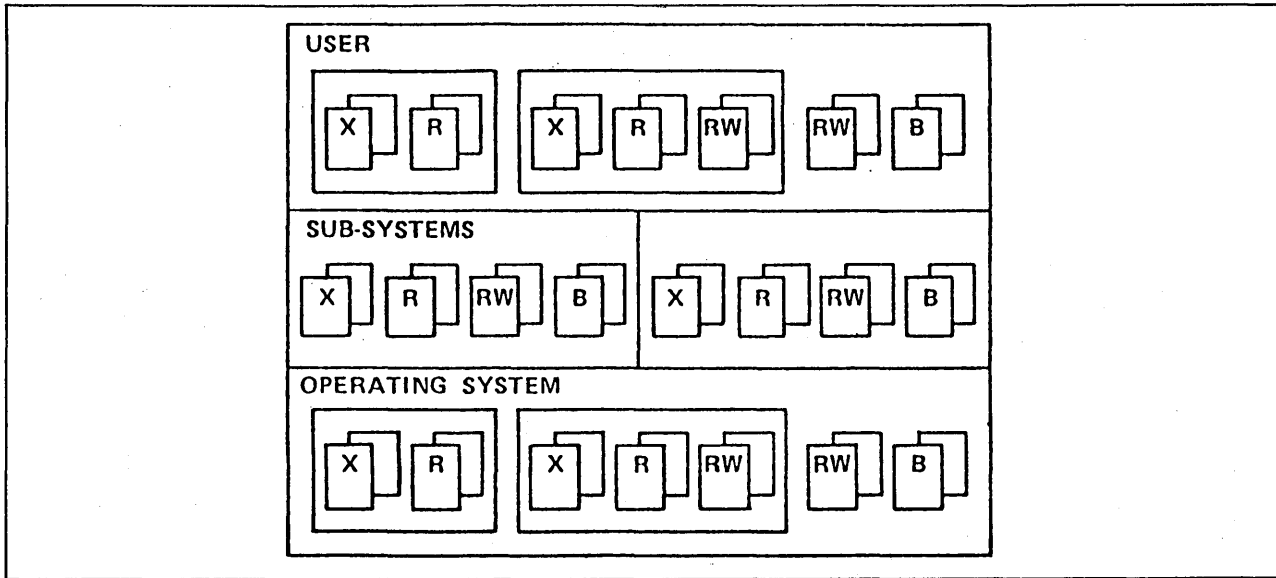 USER
X R X R RW RW B
SUB-SYSTEMS
X R RW B X R RW B
OPERATING SYSTEM
X R X R RW RW B